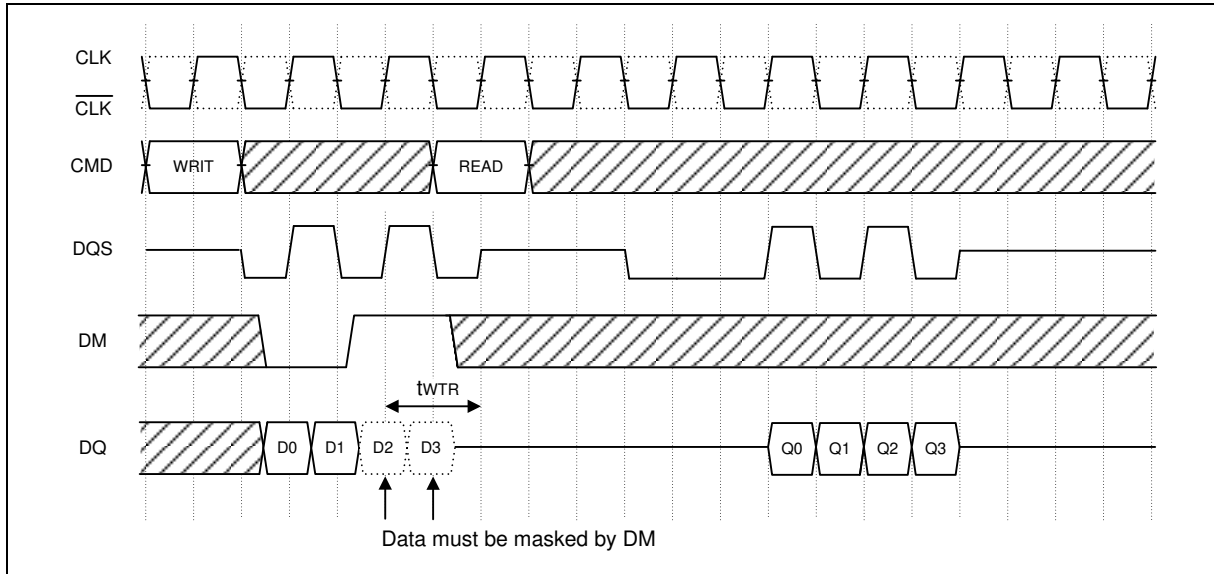 CLK
CLK
CMD WRIT READ
DQS
DM
tWTR
DQ D0 D1 D2 D3 Q0 Q1 Q2 Q3
Data must be masked by DM